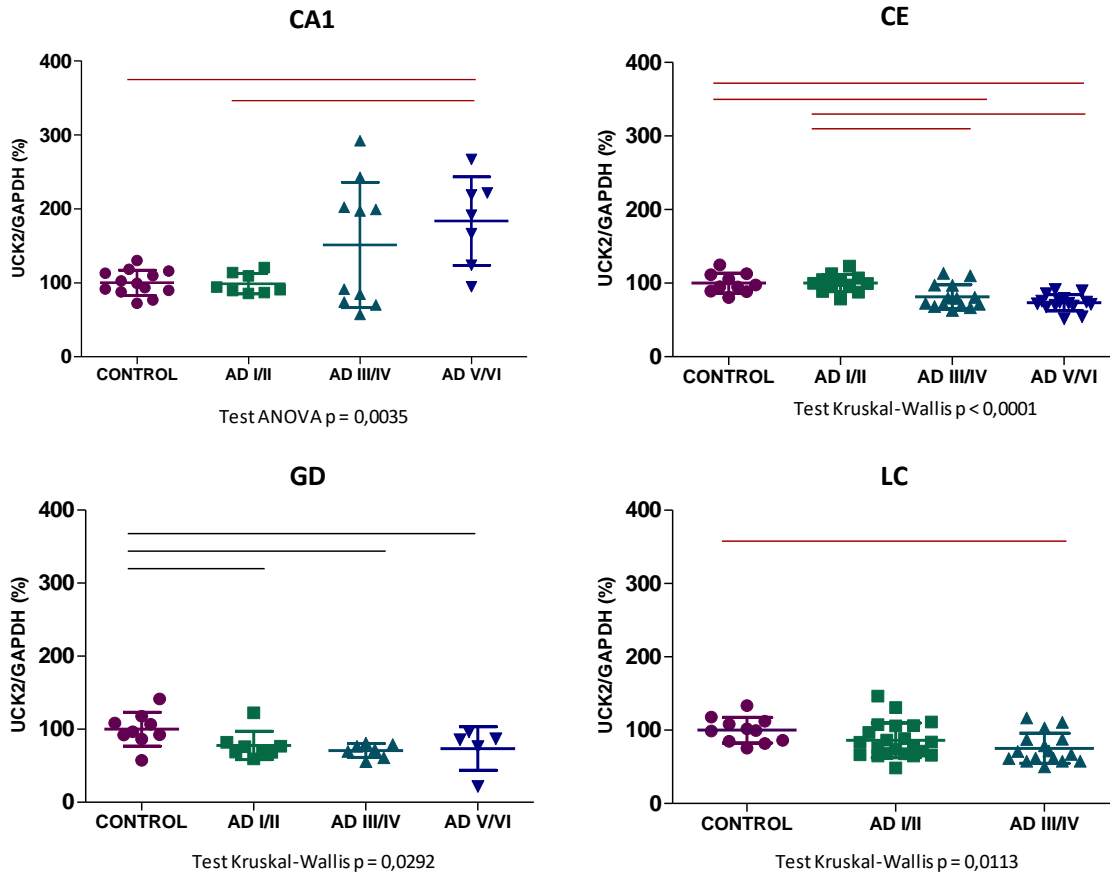 CA1
UCK2/GAPDH (%)
400
300
200
100
0
CONTROL AD I/II AD III/IV AD V/VI
Test ANOVA p = 0,0035
CE
UCK2/GAPDH (%)
400
300
200
100
0
CONTROL AD I/II AD III/IV AD V/VI
Test Kruskal-Wallis p < 0,0001
GD
UCK2/GAPDH (%)
400
300
200
100
0
CONTROL AD I/II AD III/IV AD V/VI
Test Kruskal-Wallis p = 0,0292
LC
UCK2/GAPDH (%)
400
300
200
100
0
CONTROL AD I/II AD III/IV
Test Kruskal-Wallis p = 0,0113